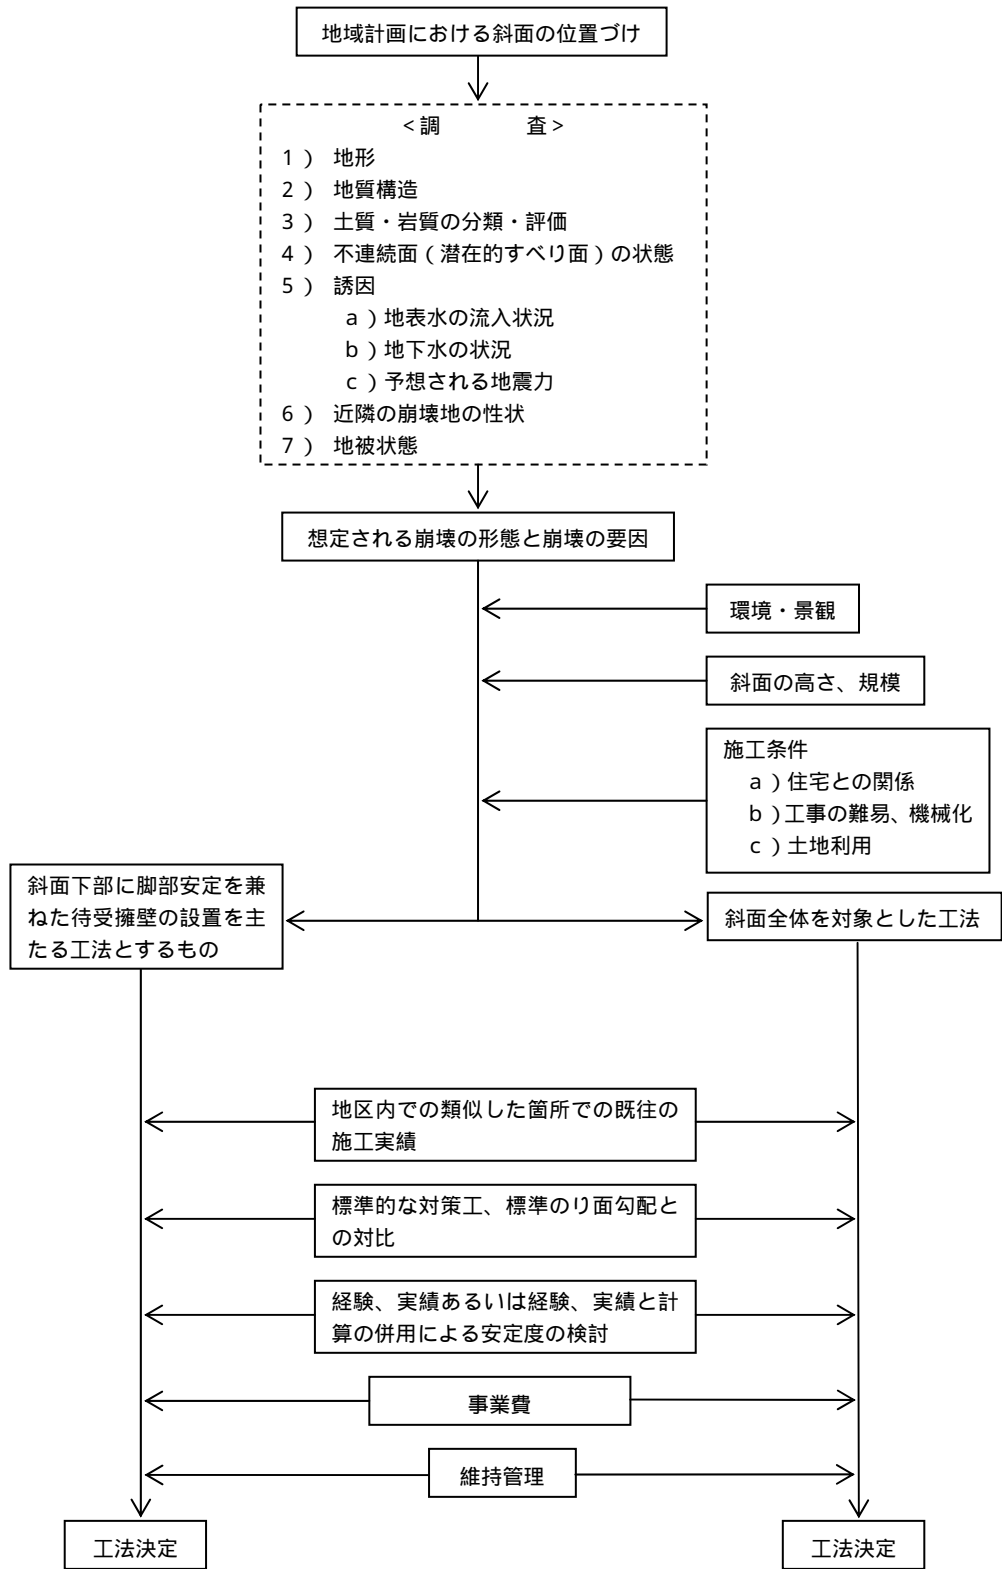 地域計画における斜面の位置づけ
<調　　　査>
1） 地形
2） 地質構造
3） 土質・岩質の分類・評価
4） 不連続面（潜在的すべり面）の状態
5） 誘因
a）地表水の流入状況
b）地下水の状況
c）予想される地震力
6） 近隣の崩壊地の性状
7） 地被状態
想定される崩壊の形態と崩壊の要因
環境・景観
斜面の高さ、規模
施工条件
a）住宅との関係
b）工事の難易、機械化
c）土地利用
斜面下部に脚部安定を兼
ねた待受擁壁の設置を主
たる工法とするもの
斜面全体を対象とした工法
地区内での類似した箇所での既往の
施工実績
標準的な対策工、標準のり面勾配と
の対比
経験、実績あるいは経験、実績と計
算の併用による安定度の検討
事業費
維持管理
工法決定
工法決定